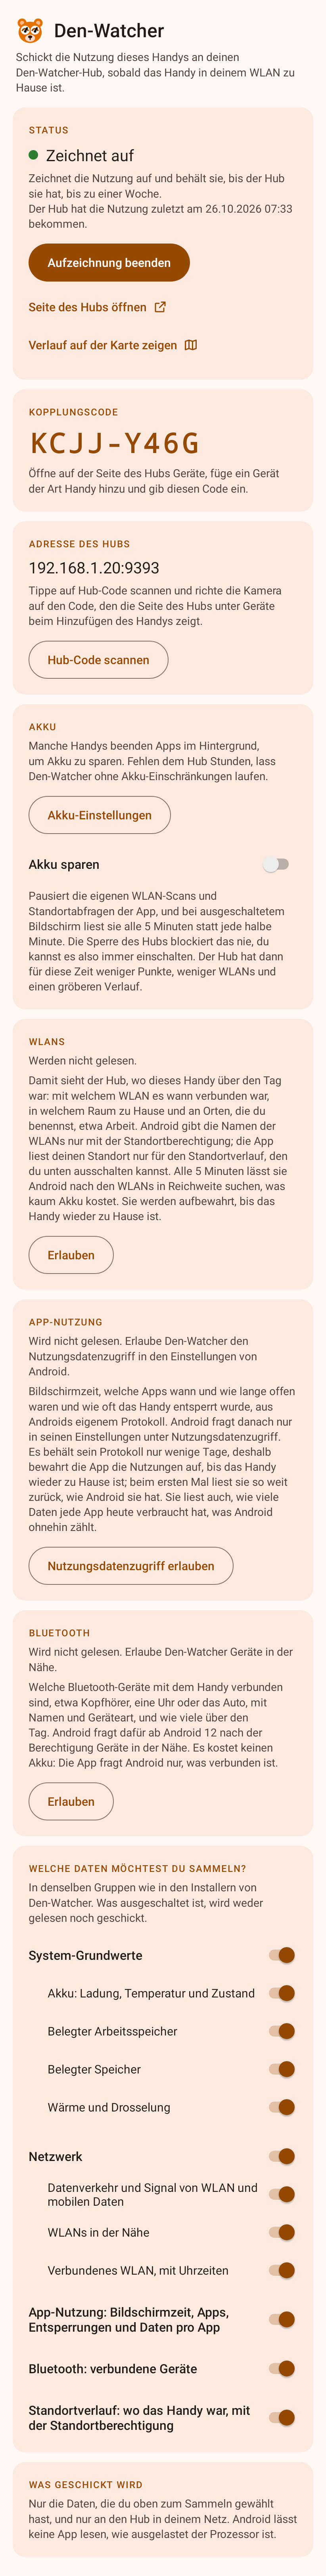 Den-Watcher
Schickt die Nutzung dieses Handys an deinen
Den-Watcher-Hub, sobald das Handy in deinem WLAN zu
Hause ist.
STATUS
Zeichnet auf
Zeichnet die Nutzung auf und behält sie, bis der Hub
sie hat, bis zu einer Woche.
Der Hub hat die Nutzung zuletzt am 26.10.2026 07:33
bekommen.
Aufzeichnung beenden
Seite des Hubs öffnen
Verlauf auf der Karte zeigen
KOPPLUNGSCODE
KCJJ-Y46G
Öffne auf der Seite des Hubs Geräte, füge ein Gerät
der Art Handy hinzu und gib diesen Code ein.
ADRESSE DES HUBS
192.168.1.20:9393
Tippe auf Hub-Code scannen und richte die Kamera
auf den Code, den die Seite des Hubs unter Geräte
beim Hinzufügen des Handys zeigt.
Hub-Code scannen
AKKU
Manche Handys beenden Apps im Hintergrund,
um Akku zu sparen. Fehlen dem Hub Stunden, lass
Den-Watcher ohne Akku-Einschränkungen laufen.
Akku-Einstellungen
Akku sparen
Pausiert die eigenen WLAN-Scans und
Standortabfragen der App, und bei ausgeschaltetem
Bildschirm liest sie alle 5 Minuten statt jede halbe
Minute. Die Sperre des Hubs blockiert das nie, du
kannst es also immer einschalten. Der Hub hat dann
für diese Zeit weniger Punkte, weniger WLANs und
einen gröberen Verlauf.
WLANS
Werden nicht gelesen.
Damit sieht der Hub, wo dieses Handy über den Tag
war: mit welchem WLAN es wann verbunden war,
in welchem Raum zu Hause und an Orten, die du
benennst, etwa Arbeit. Android gibt die Namen der
WLANs nur mit der Standortberechtigung; die App
liest deinen Standort nur für den Standortverlauf, den
du unten ausschalten kannst. Alle 5 Minuten lässt sie
Android nach den WLANs in Reichweite suchen, was
kaum Akku kostet. Sie werden aufbewahrt, bis das
Handy wieder zu Hause ist.
Erlauben
APP-NUTZUNG
Wird nicht gelesen. Erlaube Den-Watcher den
Nutzungsdatenzugriff in den Einstellungen von
Android.
Bildschirmzeit, welche Apps wann und wie lange offen
waren und wie oft das Handy entsperrt wurde, aus
Androids eigenem Protokoll. Android fragt danach nur
in seinen Einstellungen unter Nutzungsdatenzugriff.
Es behält sein Protokoll nur wenige Tage, deshalb
bewahrt die App die Nutzungen auf, bis das Handy
wieder zu Hause ist; beim ersten Mal liest sie so weit
zurück, wie Android sie hat. Sie liest auch, wie viele
Daten jede App heute verbraucht hat, was Android
ohnehin zählt.
Nutzungsdatenzugriff erlauben
BLUETOOTH
Wird nicht gelesen. Erlaube Den-Watcher Geräte in der
Nähe.
Welche Bluetooth-Geräte mit dem Handy verbunden
sind, etwa Kopfhörer, eine Uhr oder das Auto, mit
Namen und Geräteart, und wie viele über den
Tag. Android fragt dafür ab Android 12 nach der
Berechtigung Geräte in der Nähe. Es kostet keinen
Akku: Die App fragt Android nur, was verbunden ist.
Erlauben
WELCHE DATEN MÖCHTEST DU SAMMELN?
In denselben Gruppen wie in den Installern von
Den-Watcher. Was ausgeschaltet ist, wird weder
gelesen noch geschickt.
System-Grundwerte
Akku: Ladung, Temperatur und Zustand
Belegter Arbeitsspeicher
Belegter Speicher
Wärme und Drosselung
Netzwerk
Datenverkehr und Signal von WLAN und
mobilen Daten
WLANs in der Nähe
Verbundenes WLAN, mit Uhrzeiten
App-Nutzung: Bildschirmzeit, Apps,
Entsperrungen und Daten pro App
Bluetooth: verbundene Geräte
Standortverlauf: wo das Handy war, mit
der Standortberechtigung
WAS GESCHICKT WIRD
Nur die Daten, die du oben zum Sammeln gewählt
hast, und nur an den Hub in deinem Netz. Android lässt
keine App lesen, wie ausgelastet der Prozessor ist.